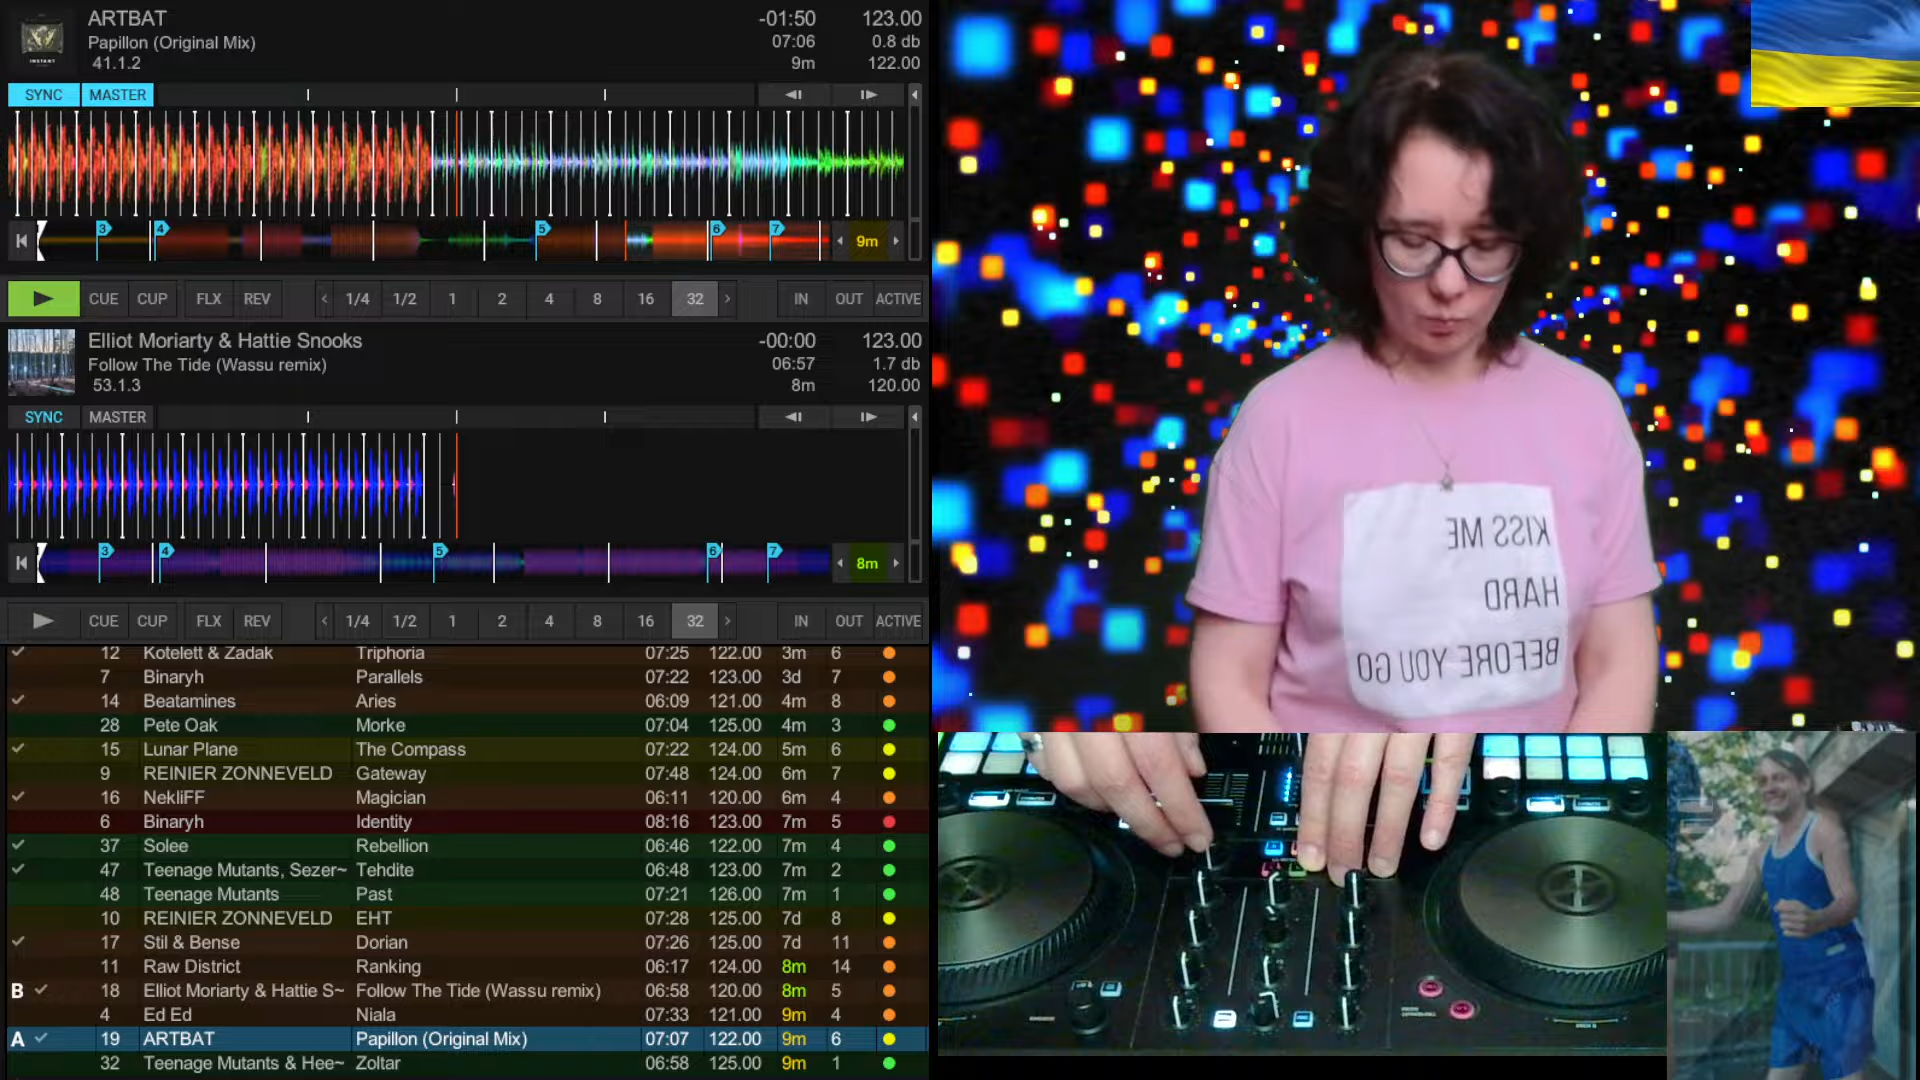 ARTBAT -01:50 123.00
Papillon (Original Mix) 07:06 0.8 db
41.1.2 9m 122.00
INSTANT
SYNC MASTER
3 4 5 6 7 9m
CUE CUP FLX REV 1/4 1/2 1 2 4 8 16 32 IN OUT ACTIVE
Elliot Moriarty & Hattie Snooks -00:00 123.00
Follow The Tide (Wassu remix) 06:57 1.7 db
53.1.3 8m 120.00
SYNC MASTER
3 4 5 6 7 8m
CUE CUP FLX REV 1/4 1/2 1 2 4 8 16 32 IN OUT ACTIVE
12 Kotelett & Zadak Triphoria 07:25 122.00 3m 6
7 Binaryh Parallels 07:22 123.00 3d 7
14 Beatamines Aries 06:09 121.00 4m 8
28 Pete Oak Morke 07:04 125.00 4m 3
15 Lunar Plane The Compass 07:22 124.00 5m 6
9 REINIER ZONNEVELD Gateway 07:48 124.00 6m 7
16 NekliFF Magician 06:11 120.00 6m 4
6 Binaryh Identity 08:16 123.00 7m 5
37 Solee Rebellion 06:46 122.00 7m 4
47 Teenage Mutants, Sezer~ Tehdite 06:48 123.00 7m 2
48 Teenage Mutants Past 07:21 126.00 7m 1
10 REINIER ZONNEVELD EHT 07:28 125.00 7d 8
17 Stil & Bense Dorian 07:26 125.00 7d 11
11 Raw District Ranking 06:17 124.00 8m 14
B 18 Elliot Moriarty & Hattie S~ Follow The Tide (Wassu remix) 06:58 120.00 8m 5
4 Ed Ed Niala 07:33 121.00 9m 4
A 19 ARTBAT Papillon (Original Mix) 07:07 122.00 9m 6
32 Teenage Mutants & Hee~ Zoltar 06:58 125.00 9m 1
KISS ME
HARD
BEFORE YOU GO